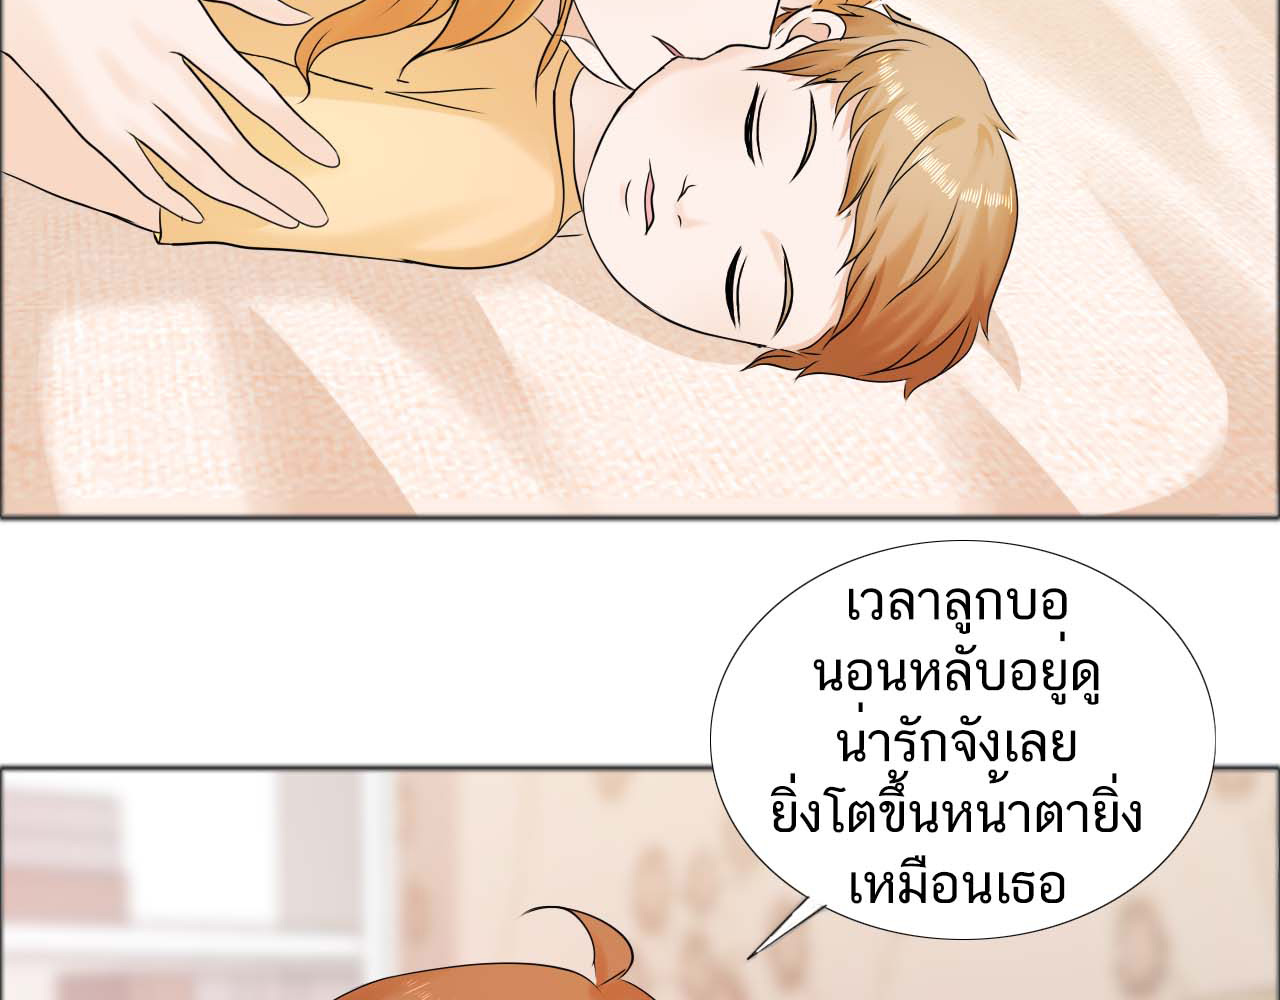 เวลาลูกบอ
นอนหลับอยู่ดู
น่ารักจังเลย
ยิ่งโตขึ้นหน้าตายิ่ง
เหมือนเธอ